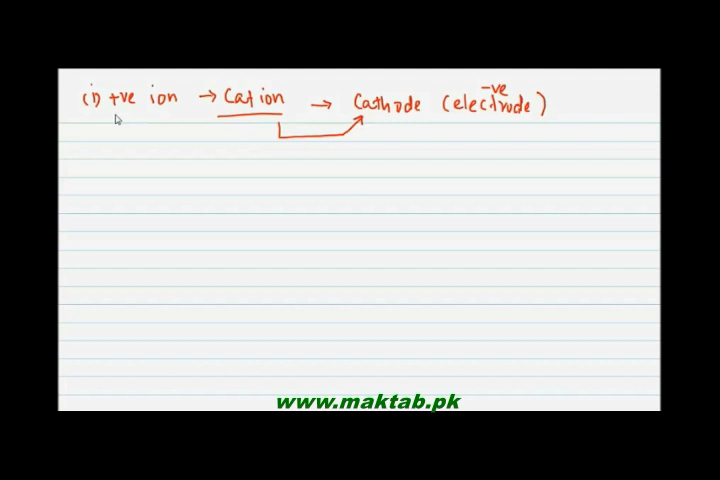 (i) +ve ion → Cation → Cathode (-ve electrode)
www.maktab.pk